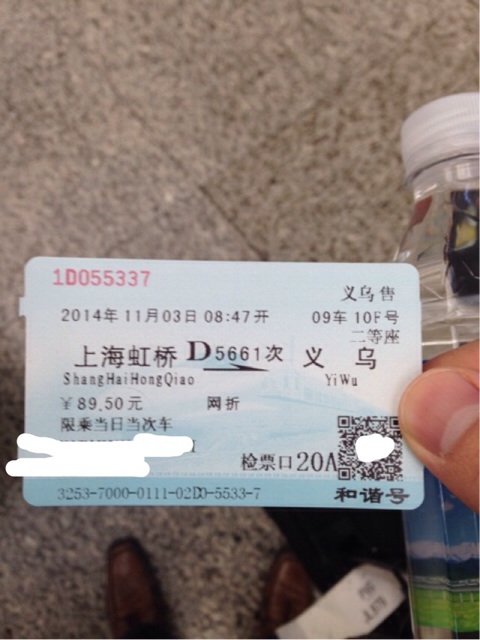 1D055337
义乌售
2014年11月03日 08:47开 09车10F号
二等座
上海虹桥 D5661次 义乌
ShangHaiHongQiao YiWu
￥89.50元 网折
限乘当日当次车
检票口20A
3253-7000-0111-02D0-5533-7 和谐号